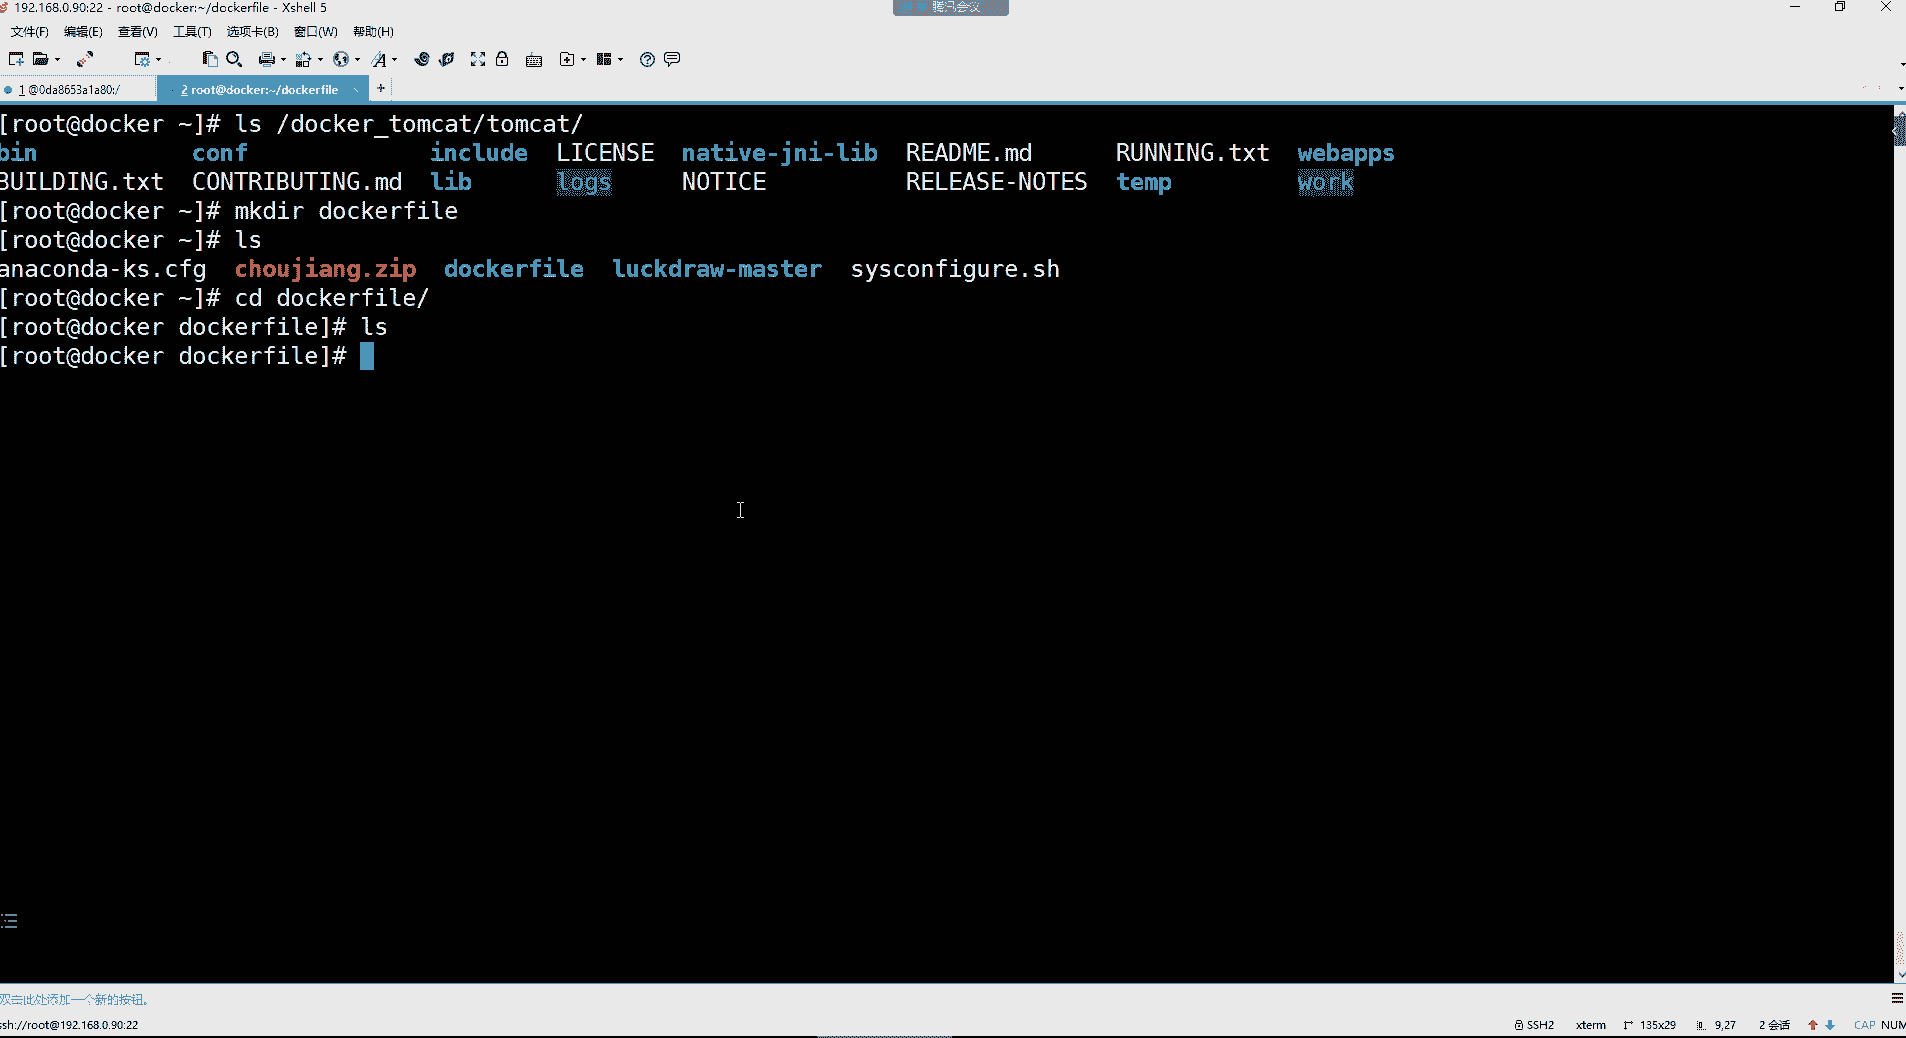 192.168.0.90:22 - root@docker:~/dockerfile - Xshell 5
腾讯会议
文件(F) 编辑(E) 查看(V) 工具(T) 选项卡(B) 窗口(W) 帮助(H)
1 @0da8653a1a80:/ 2 root@docker:~/dockerfile +
[root@docker ~]# ls /docker_tomcat/tomcat/
bin conf include LICENSE native-jni-lib README.md RUNNING.txt webapps
BUILDING.txt CONTRIBUTING.md lib logs NOTICE RELEASE-NOTES temp work
[root@docker ~]# mkdir dockerfile
[root@docker ~]# ls
anaconda-ks.cfg choujiang.zip dockerfile luckdraw-master sysconfigure.sh
[root@docker ~]# cd dockerfile/
[root@docker dockerfile]# ls
[root@docker dockerfile]#
双击此处添加一个新的按钮。
ssh://root@192.168.0.90:22 SSH2 xterm 135x29 9,27 2 会话 CAP NUM